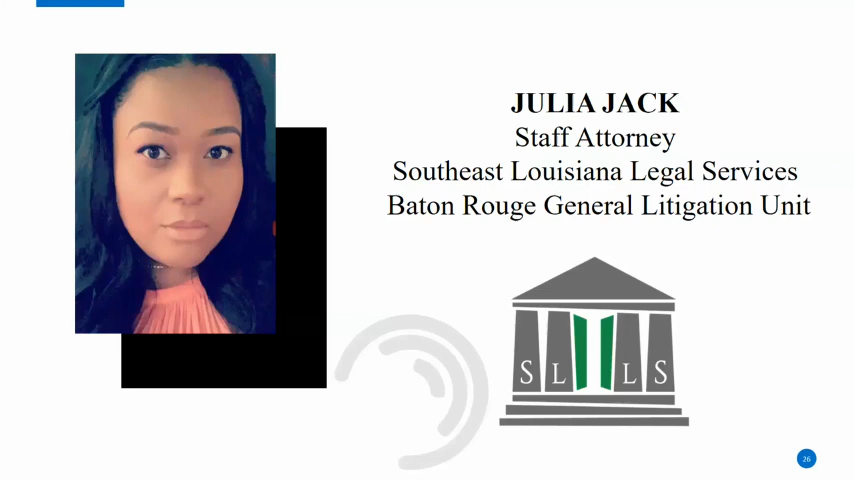 JULIA JACK
Staff Attorney
Southeast Louisiana Legal Services
Baton Rouge General Litigation Unit
S L L S
26